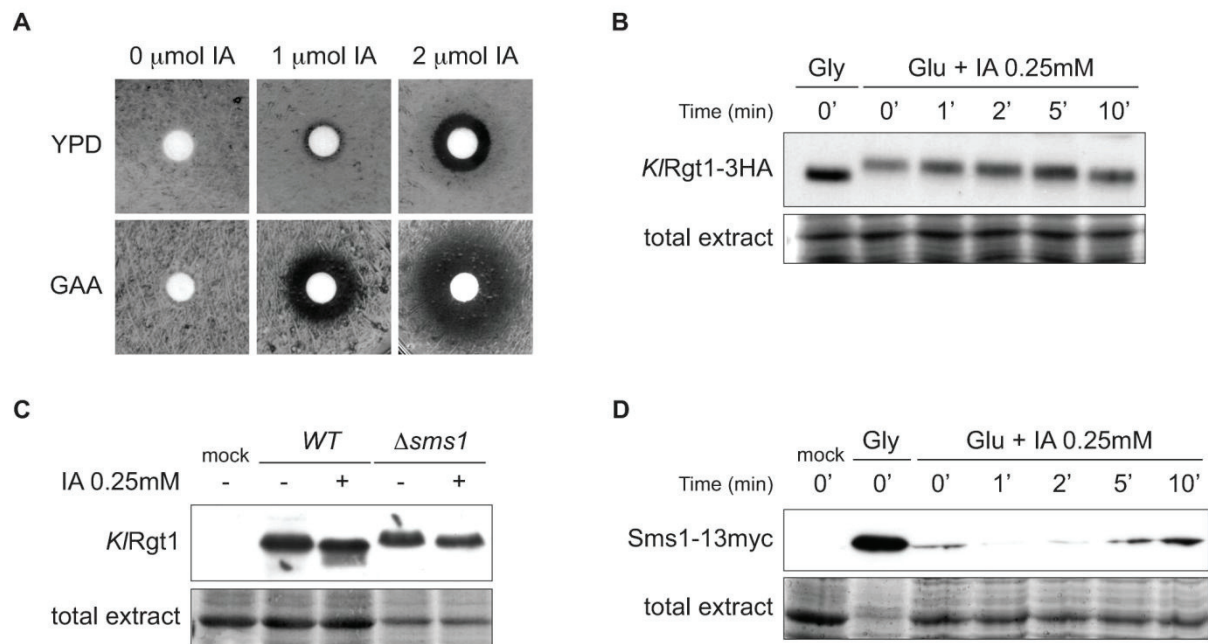 A
0 μmol IA 1 μmol IA 2 μmol IA
YPD
GAA
B
Gly Glu + IA 0.25mM
Time (min) 0' 0' 1' 2' 5' 10'
KlRgt1-3HA
total extract
C
mock WT Δsms1
IA 0.25mM - - + - +
KlRgt1
total extract
D
mock Gly Glu + IA 0.25mM
Time (min) 0' 0' 0' 1' 2' 5' 10'
Sms1-13myc
total extract